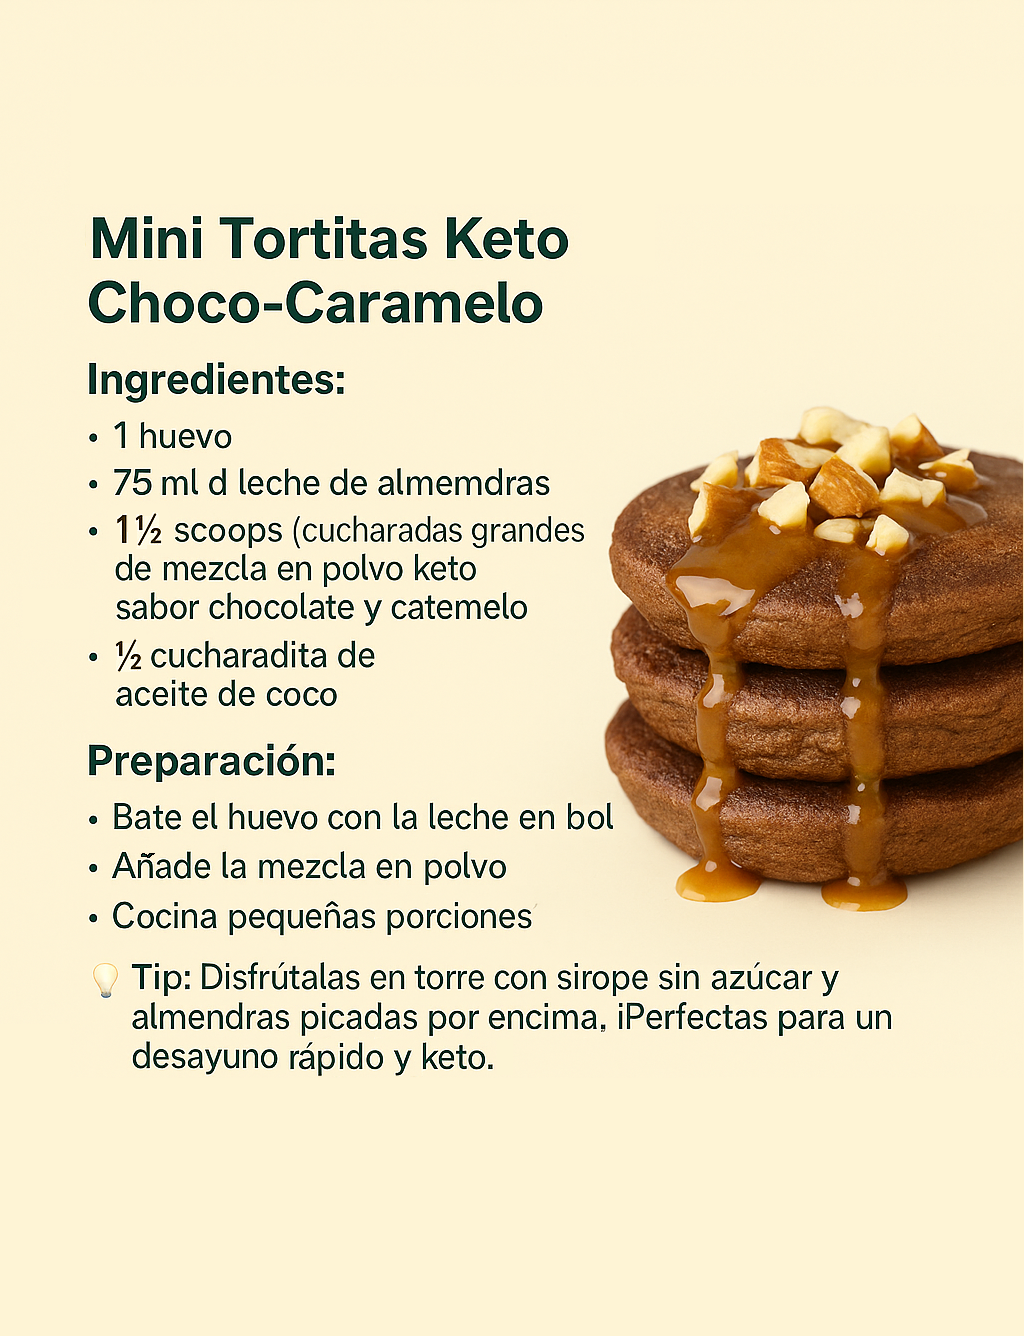 Mini Tortitas Keto
Choco-Caramelo
Ingredientes:
• 1 huevo
• 75 ml d leche de almemdras
• 1½ scoops (cucharadas grandes
de mezcla en polvo keto
sabor chocolate y catemelo
• ½ cucharadita de
aceite de coco
Preparación:
• Bate el huevo con la leche en bol
• Añade la mezcla en polvo
• Cocina pequeñas porciones
Tip: Disfrútalas en torre con sirope sin azúcar y
almendras picadas por encima. iPerfectas para un
desayuno rápido y keto.